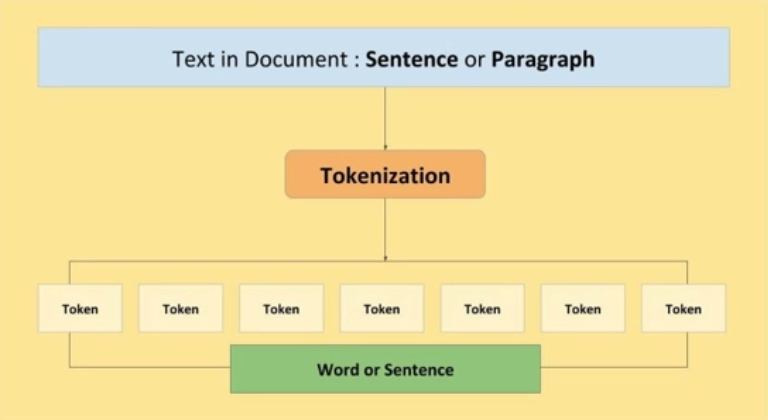 Text in Document : Sentence or Paragraph
Tokenization
Token Token Token Token Token Token Token
Word or Sentence